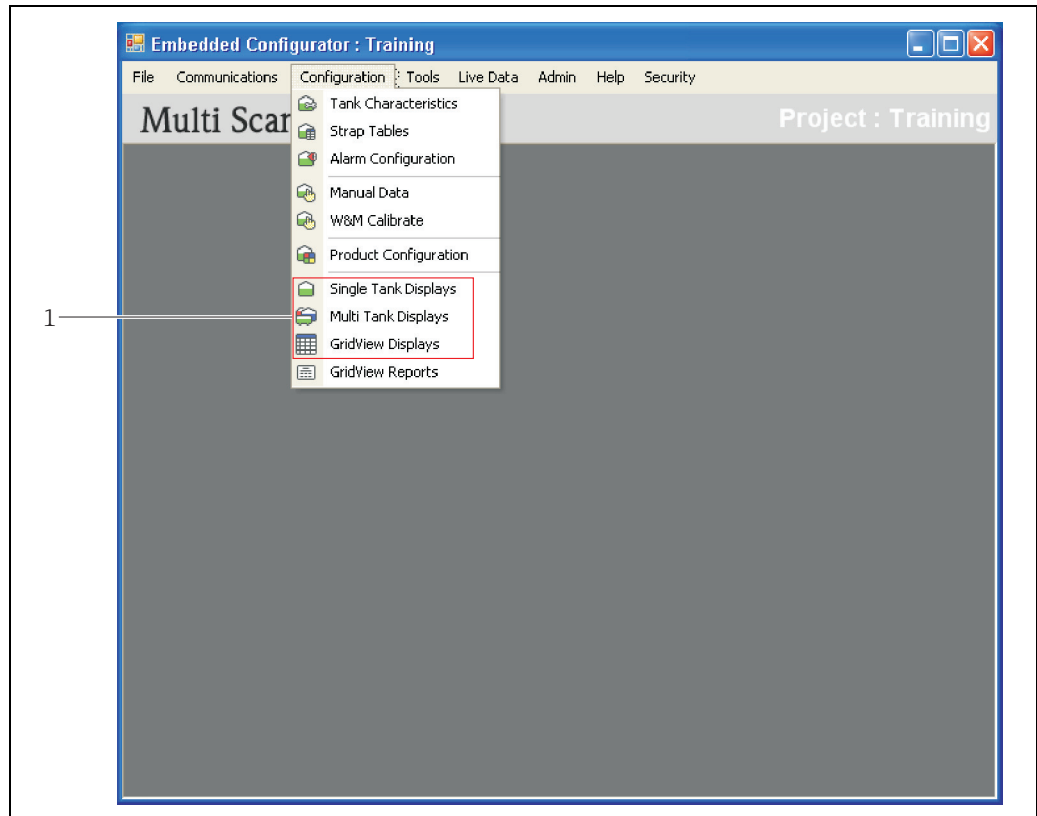 Embedded Configurator : Training
File Communications Configuration Tools Live Data Admin Help Security
Multi Scan
Project : Training
Tank Characteristics
Strap Tables
Alarm Configuration
Manual Data
W&M Calibrate
Product Configuration
Single Tank Displays
1
Multi Tank Displays
GridView Displays
GridView Reports